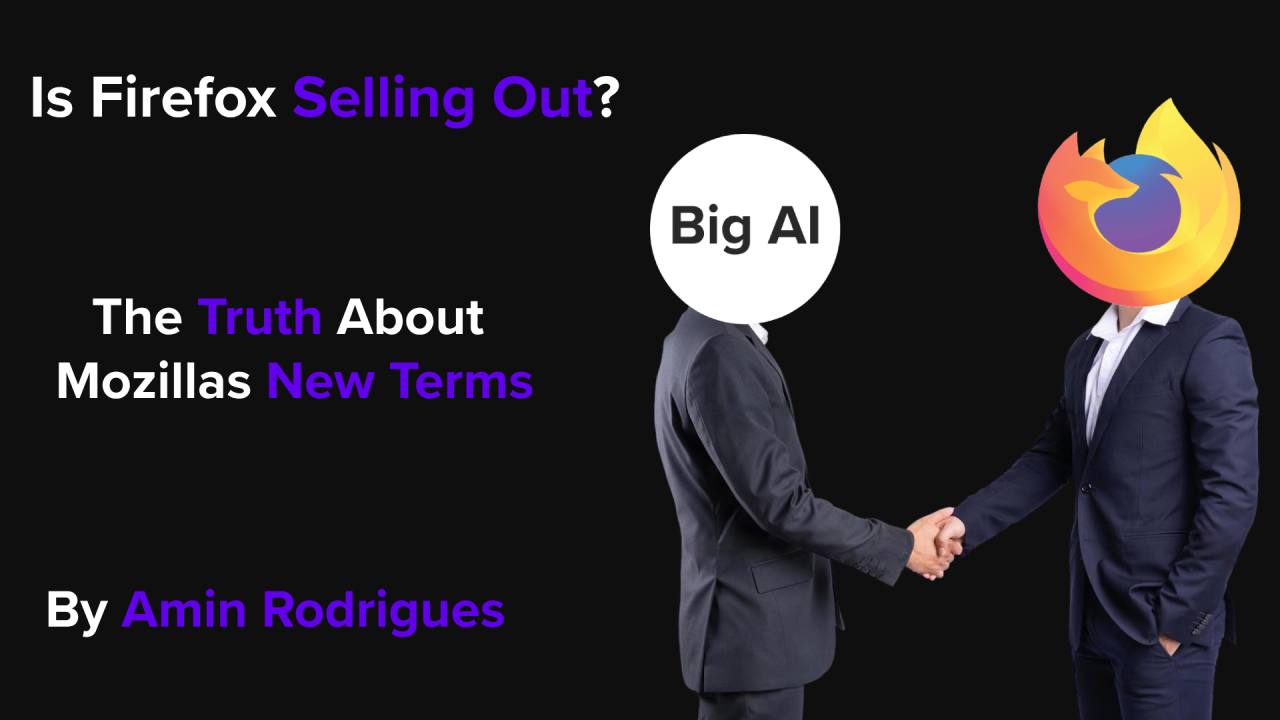 Is Firefox Selling Out?
Big AI
The Truth About
Mozillas New Terms
By Amin Rodrigues